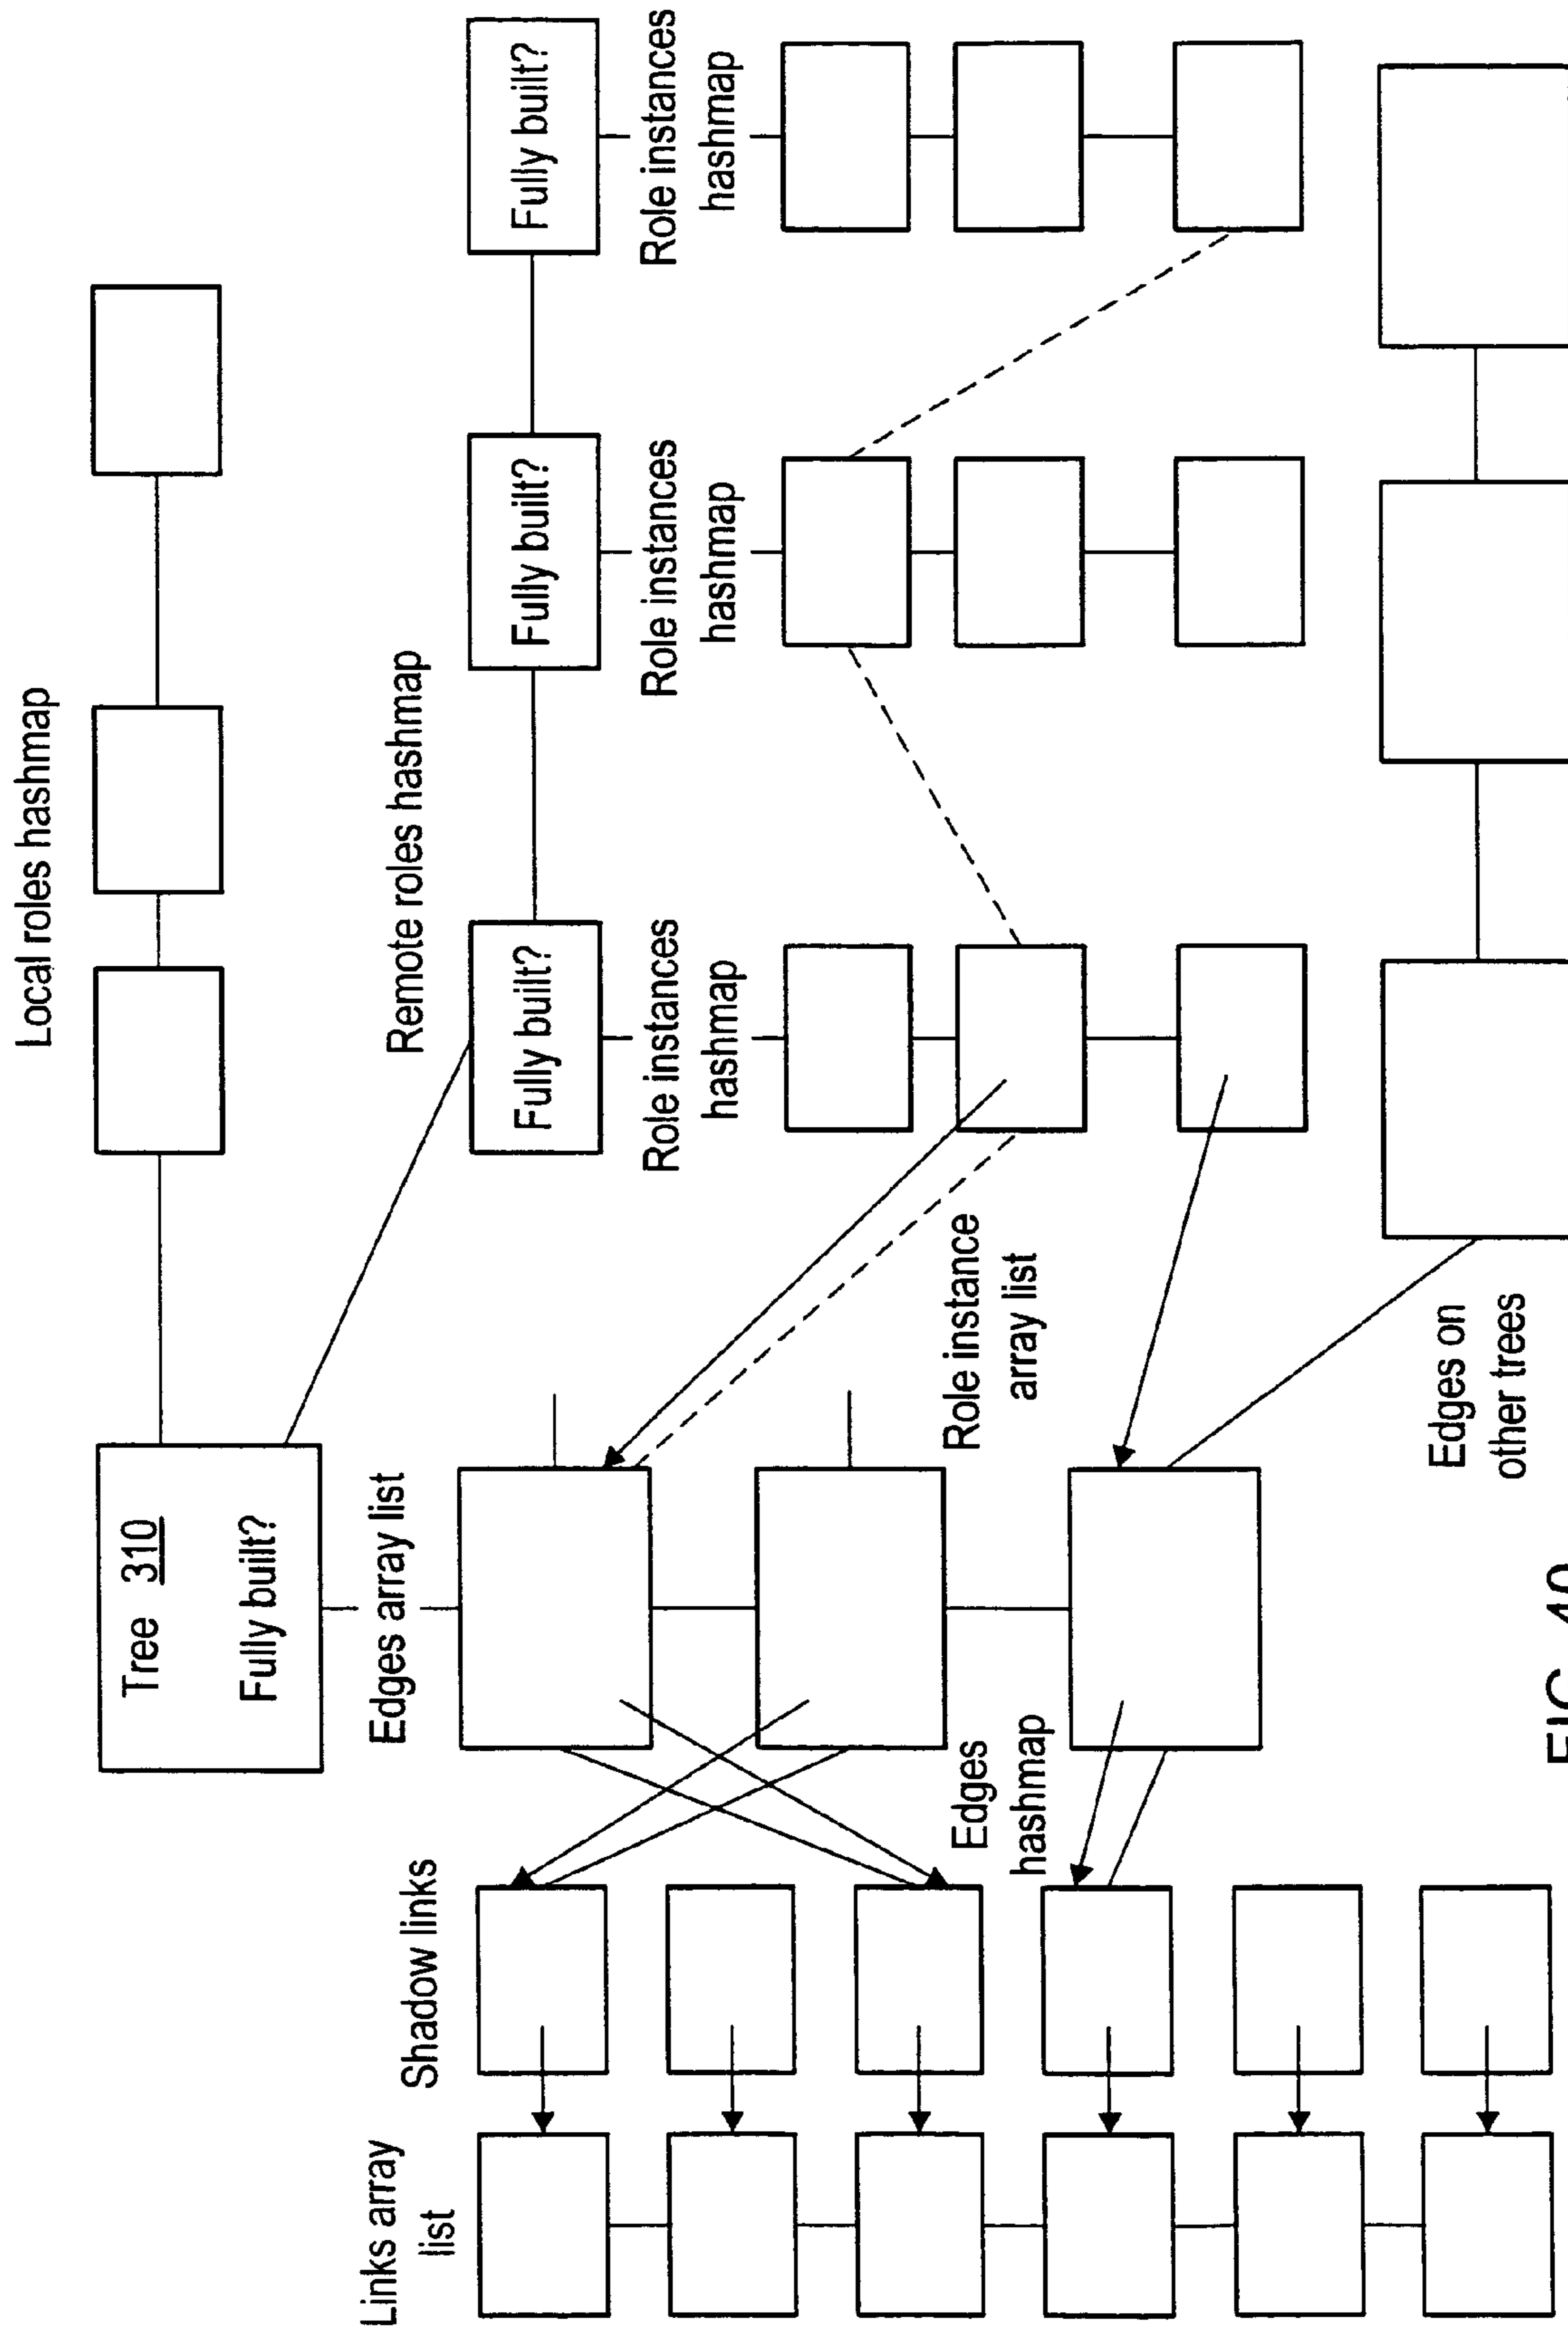 Local roles hashmap
Tree 310
Fully built?
Remote roles hashmap
Links array
list
Shadow links
Edges array list
Fully built?
Fully built?
Fully built?
Role instances
hashmap
Role instances
hashmap
Role instances
hashmap
Edges
hashmap
Role instance
array list
Edges on
other trees
FIG.